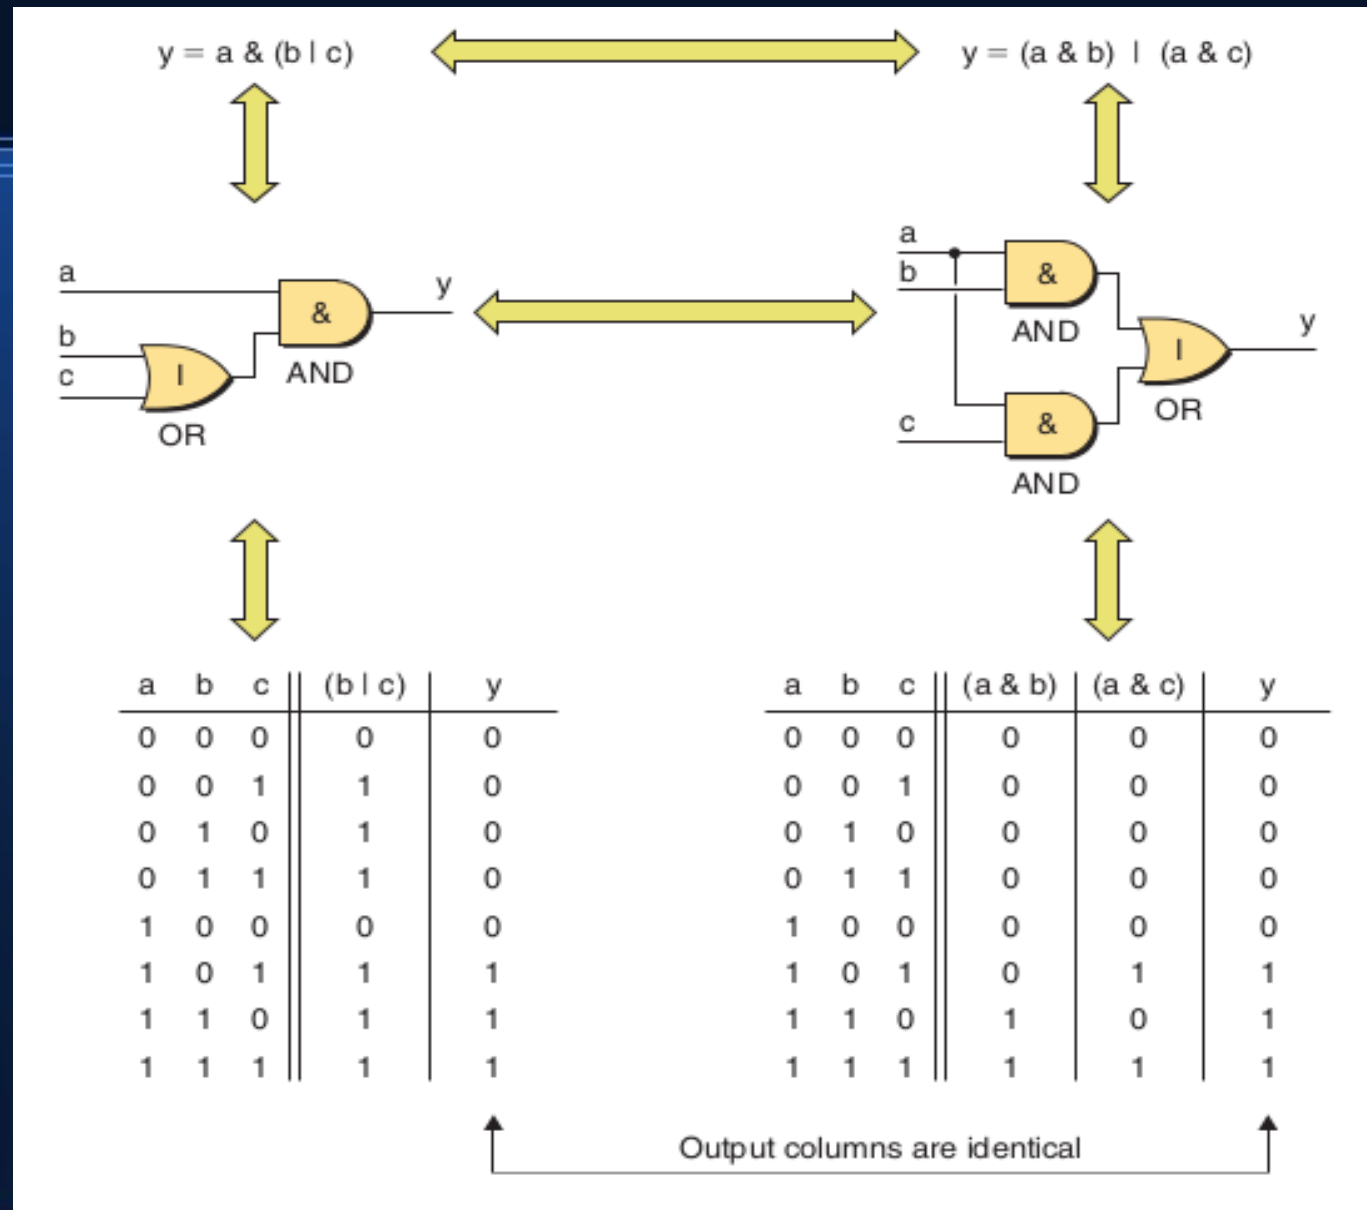 y = a & (b | c)
y = (a & b) | (a & c)
a
b
c
|
OR
&
AND
y
a
b
c
&
AND
&
AND
|
OR
y
a b c (b | c) y
0 0 0 0 0
0 0 1 1 0
0 1 0 1 0
0 1 1 1 0
1 0 0 0 0
1 0 1 1 1
1 1 0 1 1
1 1 1 1 1
a b c (a & b) (a & c) y
0 0 0 0 0 0
0 0 1 0 0 0
0 1 0 0 0 0
0 1 1 0 0 0
1 0 0 0 0 0
1 0 1 0 1 1
1 1 0 1 0 1
1 1 1 1 1 1
Output columns are identical